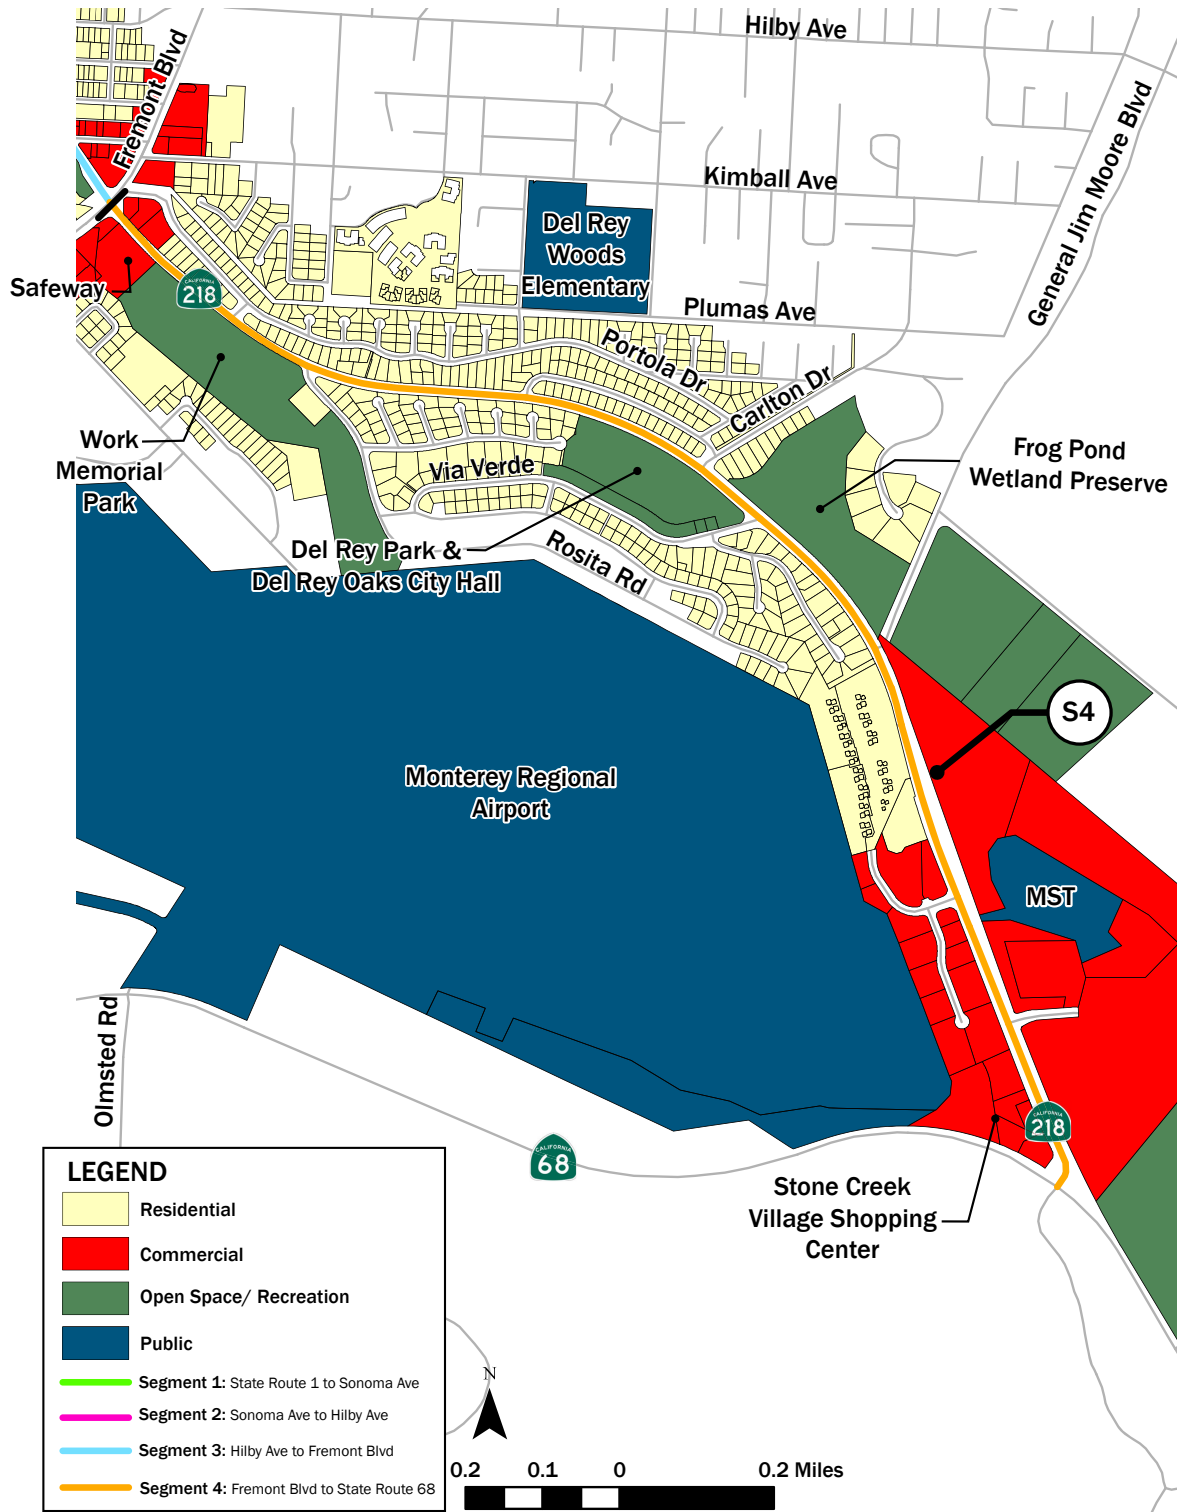 Hilby Ave
Fremont Blvd
General Jim Moore Blvd
Kimball Ave
Del Rey
Woods
Elementary
Safeway
CALIFORNIA
218
Plumas Ave
Portola Dr
Carlton Dr
Work
Memorial
Park
Via Verde
Frog Pond
Wetland Preserve
Del Rey Park &
Del Rey Oaks City Hall
Rosita Rd
S4
Monterey Regional
Airport
MST
Olmsted Rd
CALIFORNIA
218
CALIFORNIA
68
Stone Creek
Village Shopping
Center
LEGEND
Residential
Commercial
Open Space/ Recreation
Public
Segment 1: State Route 1 to Sonoma Ave
Segment 2: Sonoma Ave to Hilby Ave
Segment 3: Hilby Ave to Fremont Blvd
Segment 4: Fremont Blvd to State Route 68
N
0.2 0.1 0 0.2 Miles